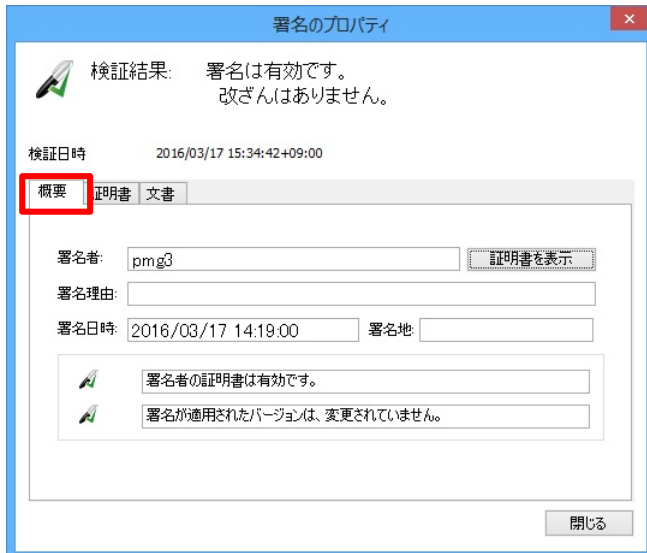 署名のプロパティ
検証結果: 署名は有効です。
改ざんはありません。
検証日時 2016/03/17 15:34:42+09:00
概要 証明書 文書
署名者: pmg3 証明書を表示
署名理由:
署名日時: 2016/03/17 14:19:00 署名地:
署名者の証明書は有効です。
署名が適用されたバージョンは、変更されていません。
閉じる